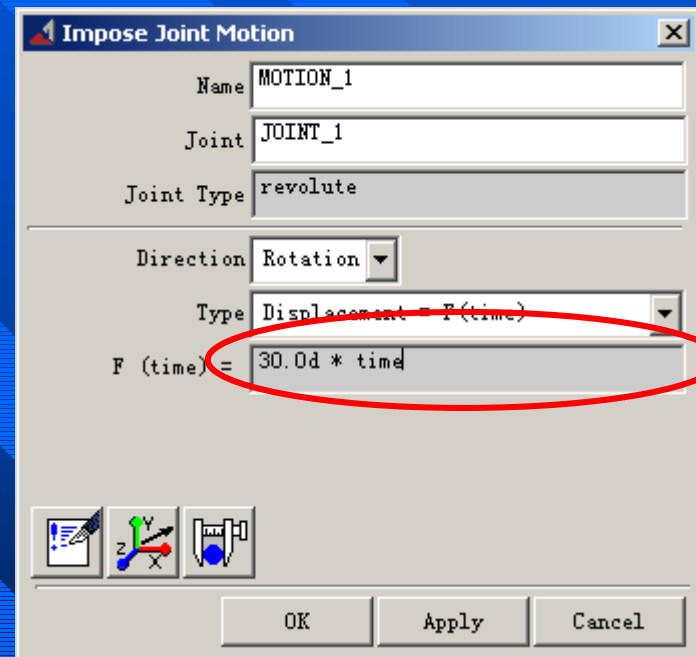 Impose Joint Motion
Name MOTION_1
Joint JOINT_1
Joint Type revolute
Direction Rotation
Type Displacement = F(time)
F (time) = 30.0d * time
Z Y X
OK Apply Cancel